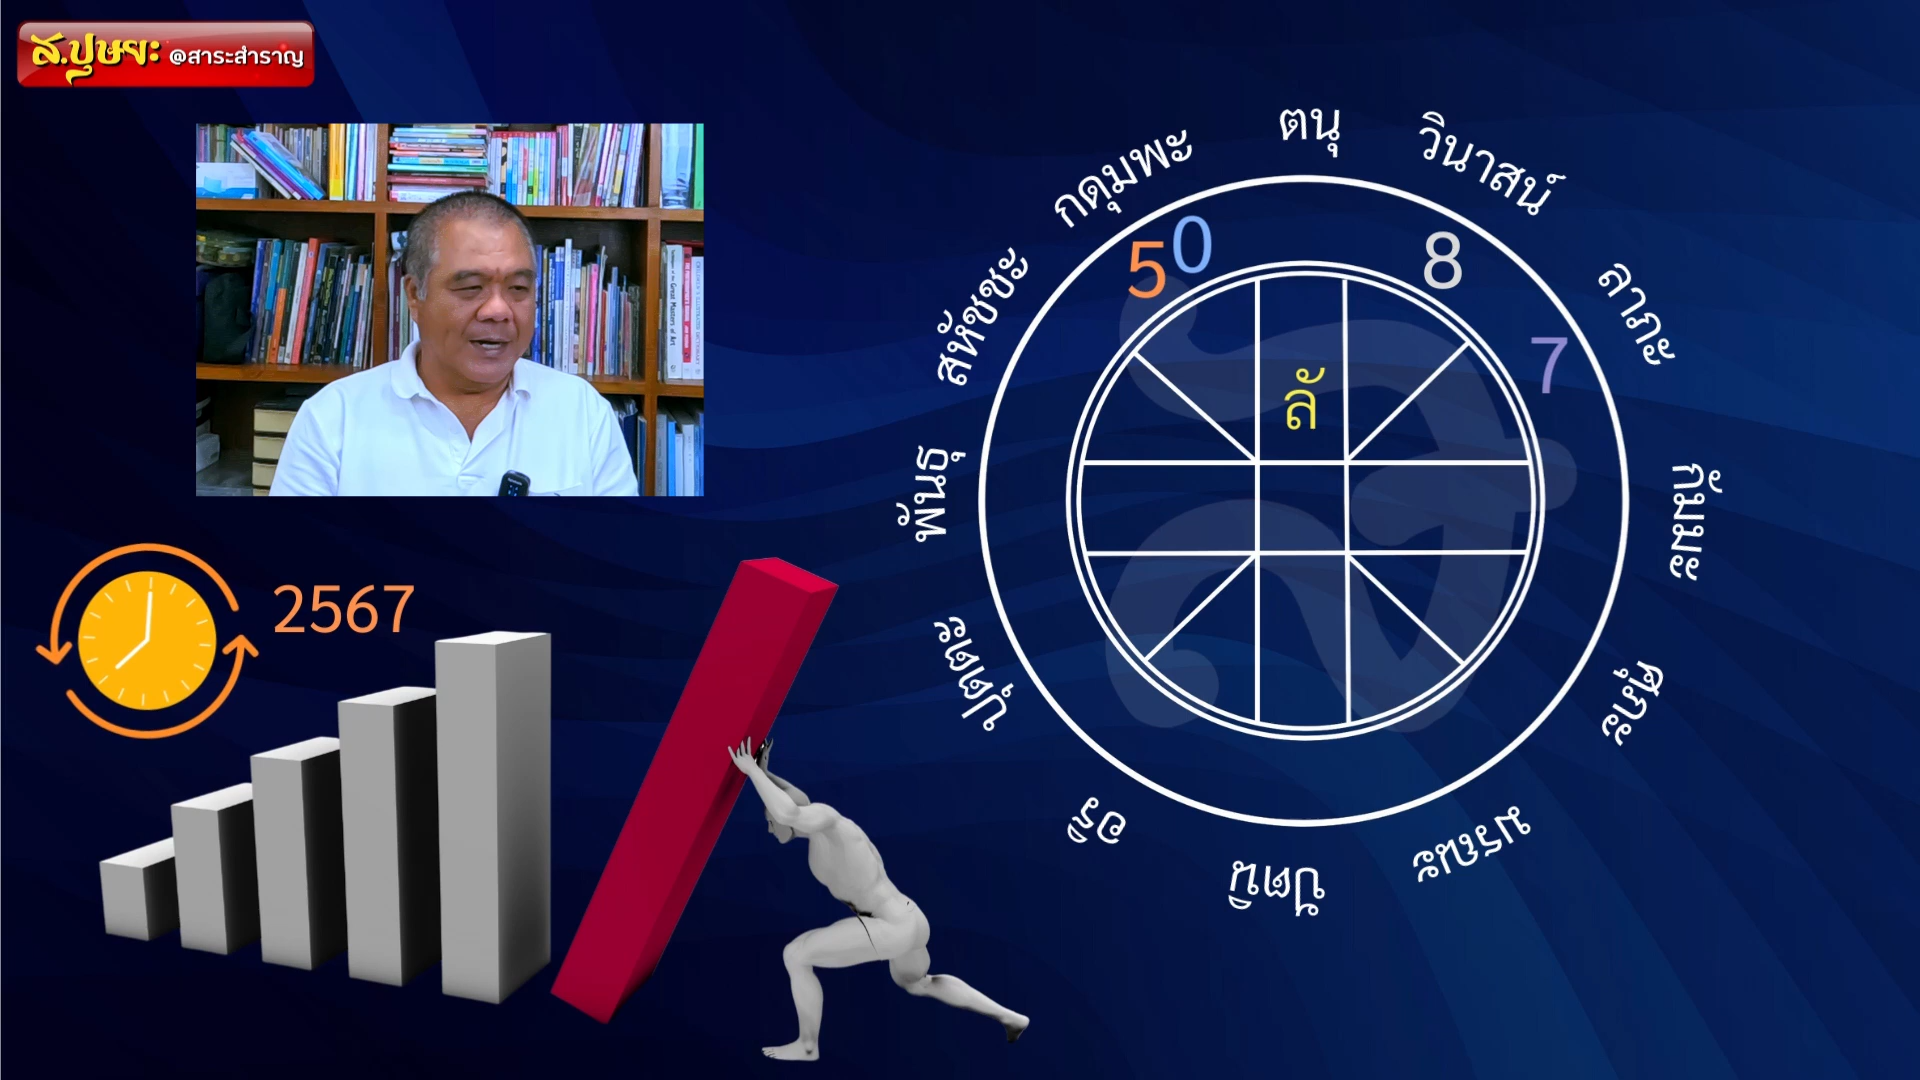 ส.ปุษยะ @สาระสำราญ
2567
ตนุ
กดุมพะ
สหัชชะ
พันธุ
ปุตตะ
อริ
ปัตนิ
มรณะ
ศุภะ
กัมมะ
ลาภะ
วินาสน์
5 0
8
7
ลั